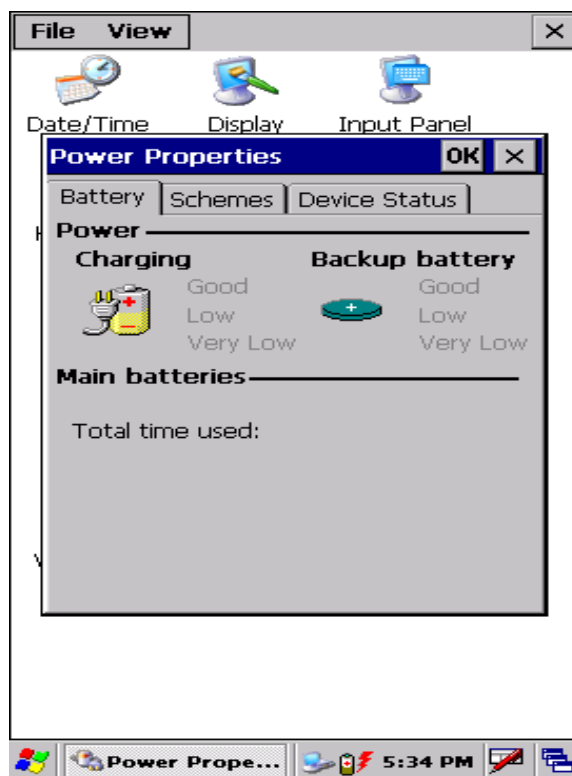 File View
Date/Time Display Input Panel
Power Properties OK
Battery Schemes Device Status
Power
Charging Backup battery
Good Good
Low Low
Very Low Very Low
Main batteries
Total time used:
Power Prope... 5:34 PM